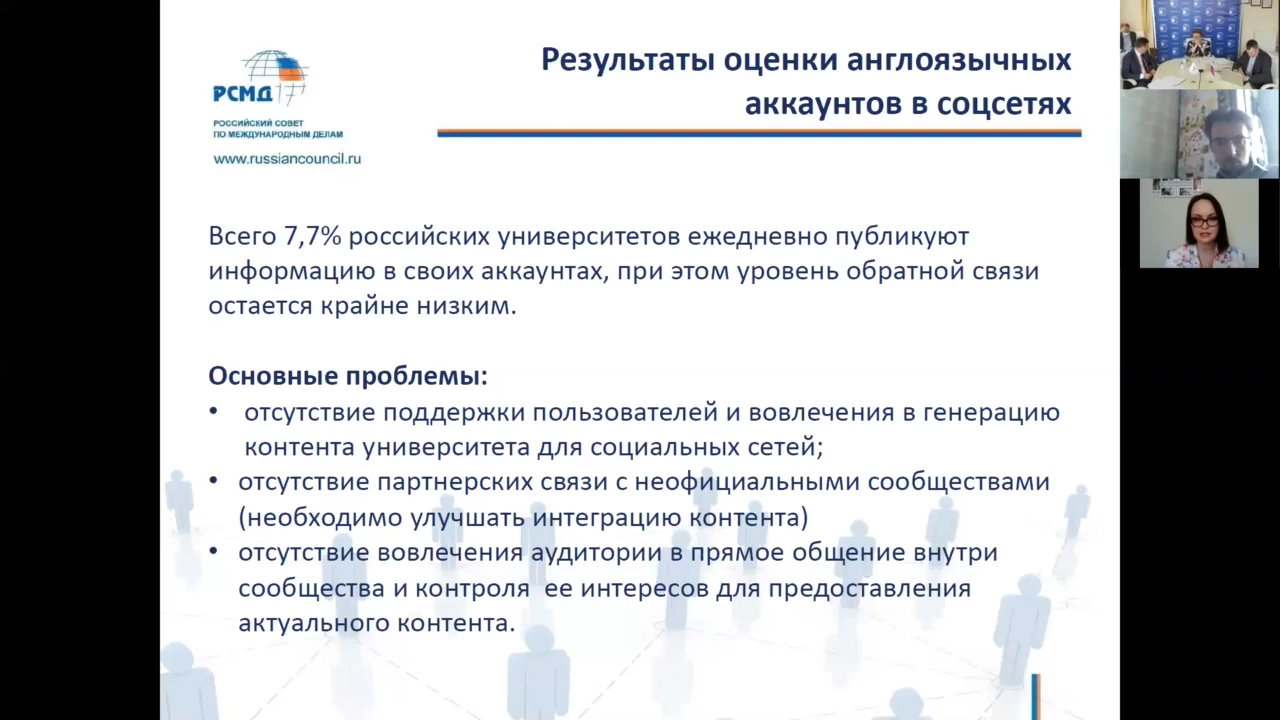 Результаты оценки англоязычных
аккаунтов в соцсетях
РСМД
РОССИЙСКИЙ СОВЕТ
ПО МЕЖДУНАРОДНЫМ ДЕЛАМ
www.russiancouncil.ru
Всего 7,7% российских университетов ежедневно публикуют
информацию в своих аккаунтах, при этом уровень обратной связи
остается крайне низким.
Основные проблемы:
• отсутствие поддержки пользователей и вовлечения в генерацию
контента университета для социальных сетей;
• отсутствие партнерских связи с неофициальными сообществами
(необходимо улучшать интеграцию контента)
• отсутствие вовлечения аудитории в прямое общение внутри
сообщества и контроля ее интересов для предоставления
актуального контента.